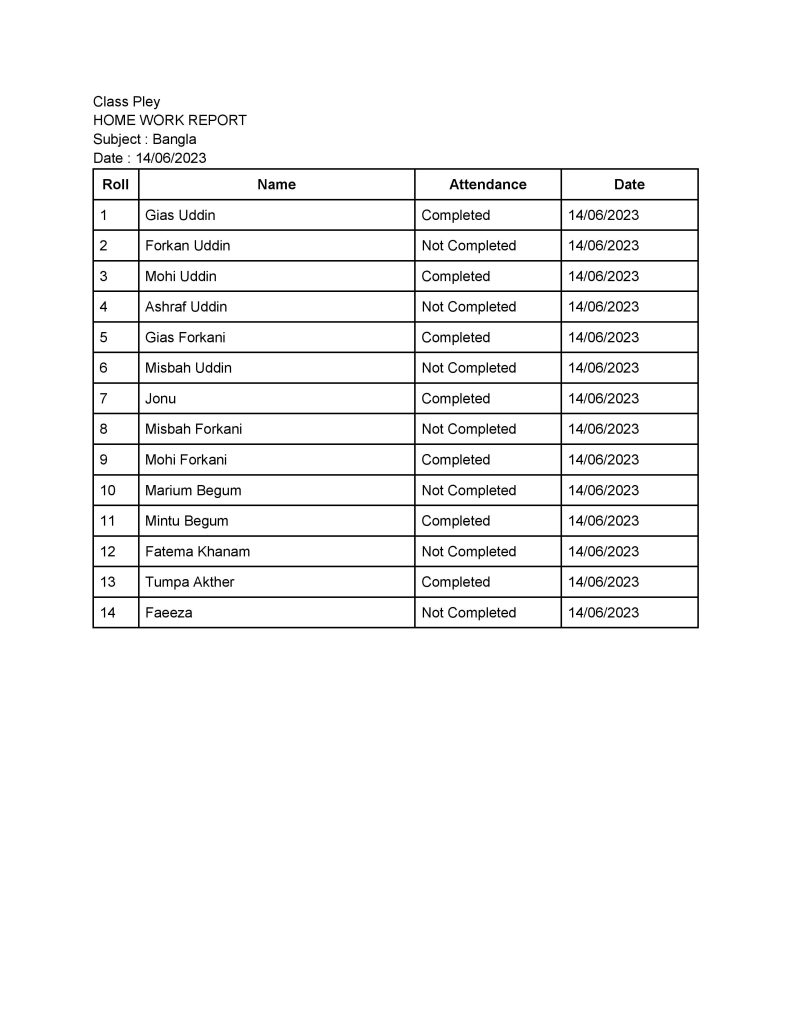 Class Pley
HOME WORK REPORT
Subject : Bangla
Date : 14/06/2023
Roll Name Attendance Date
1 Gias Uddin Completed 14/06/2023
2 Forkan Uddin Not Completed 14/06/2023
3 Mohi Uddin Completed 14/06/2023
4 Ashraf Uddin Not Completed 14/06/2023
5 Gias Forkani Completed 14/06/2023
6 Misbah Uddin Not Completed 14/06/2023
7 Jonu Completed 14/06/2023
8 Misbah Forkani Not Completed 14/06/2023
9 Mohi Forkani Completed 14/06/2023
10 Marium Begum Not Completed 14/06/2023
11 Mintu Begum Completed 14/06/2023
12 Fatema Khanam Not Completed 14/06/2023
13 Tumpa Akther Completed 14/06/2023
14 Faeeza Not Completed 14/06/2023